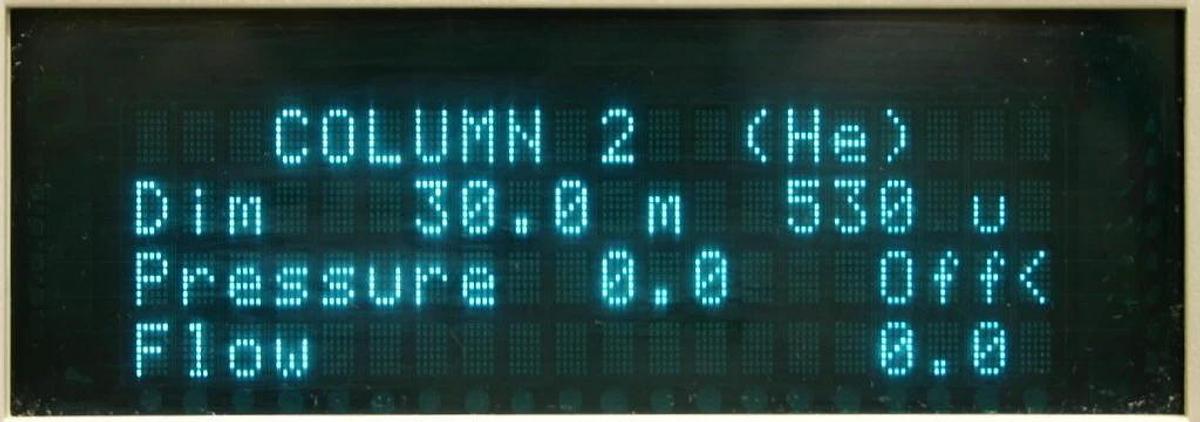 COLUMN 2 (He)
Dim 30.0 m 530 u
Pressure 0.0 Off<
Flow 0.0